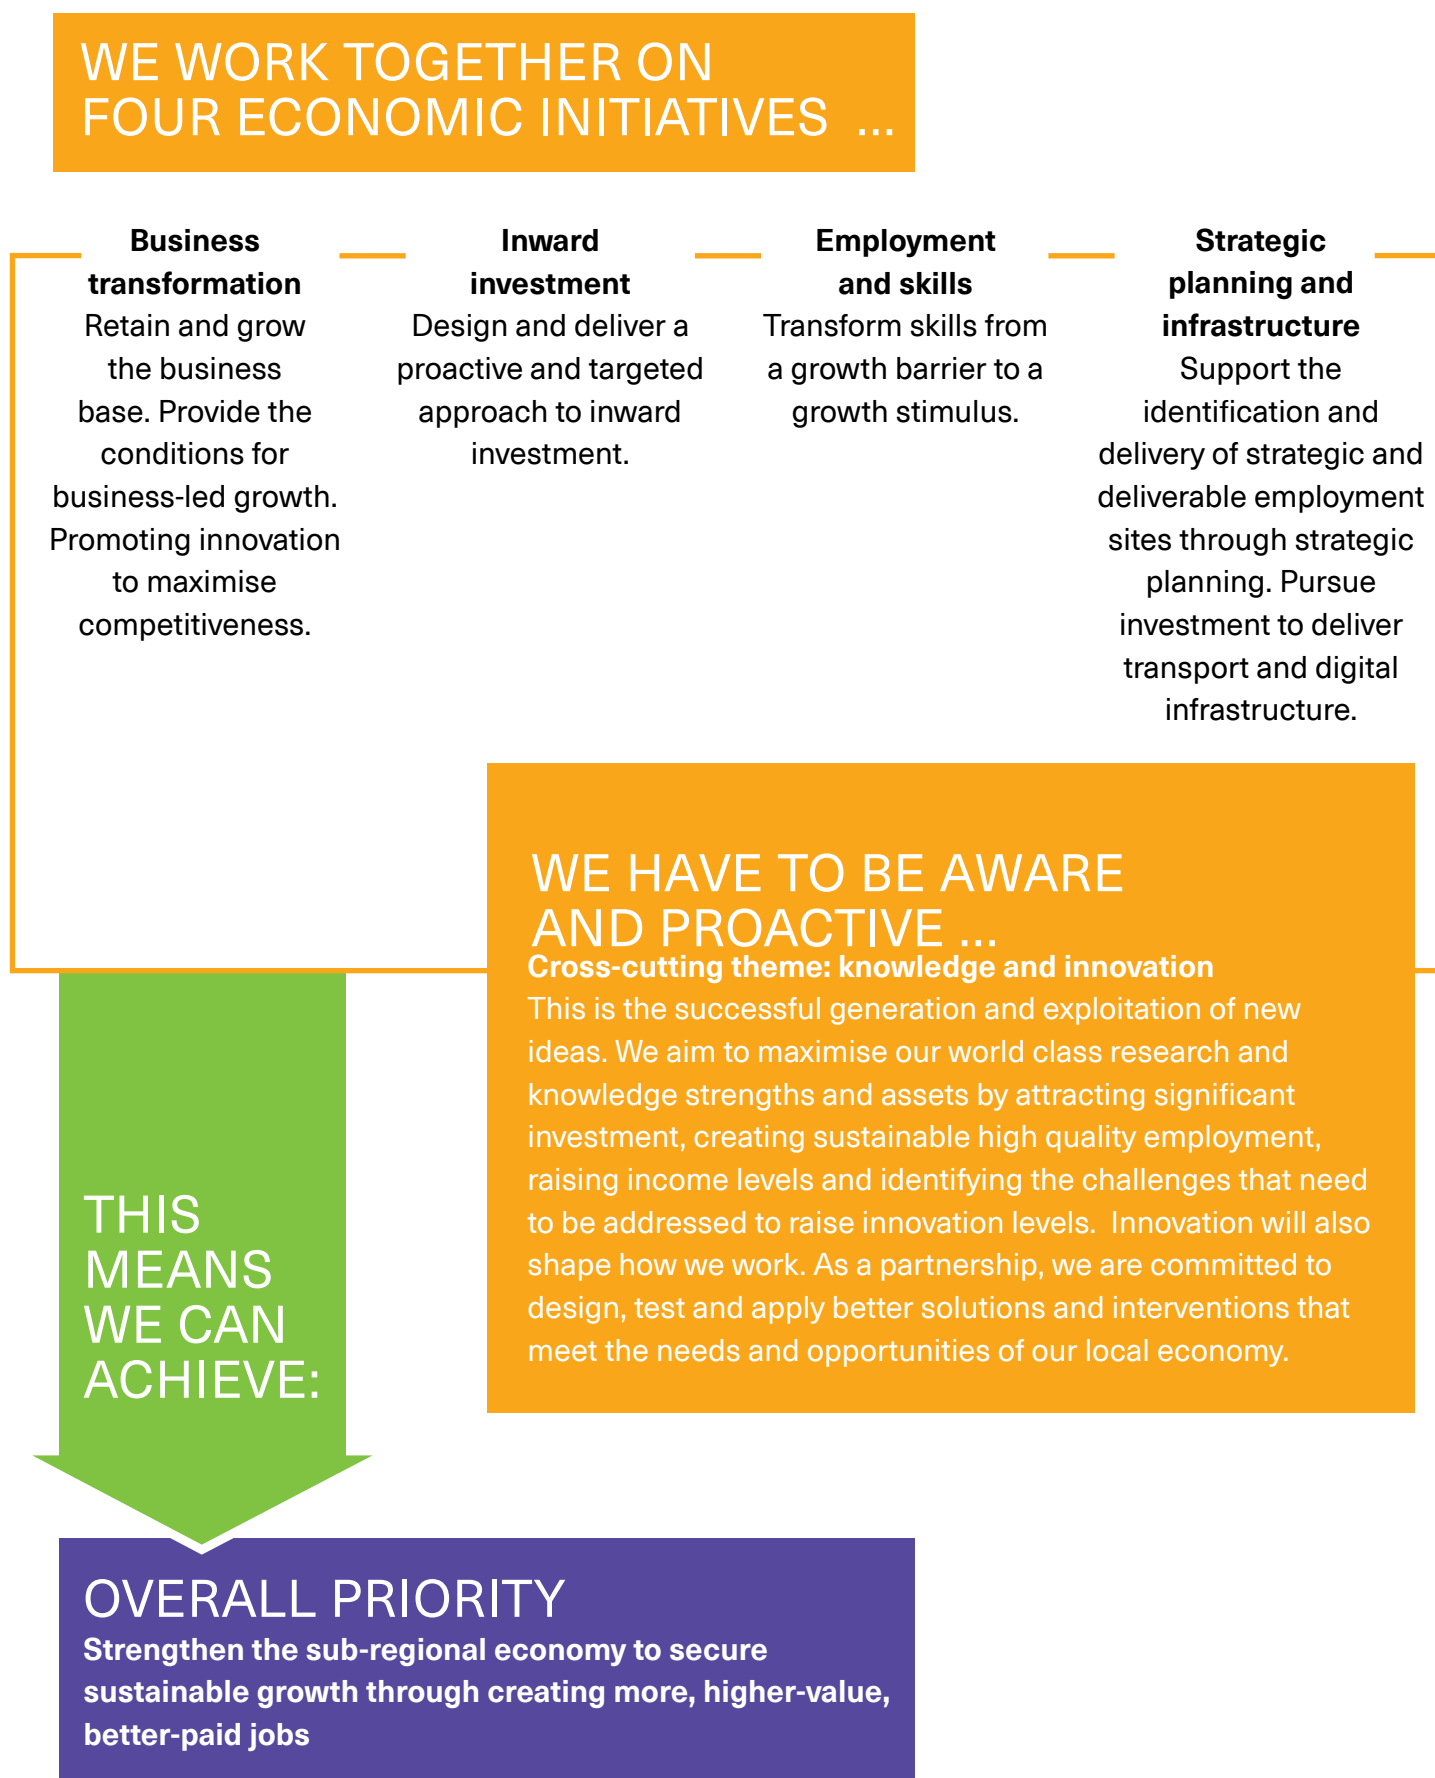 WE WORK TOGETHER ON
FOUR ECONOMIC INITIATIVES ...
Business
transformation
Retain and grow
the business
base. Provide the
conditions for
business-led growth.
Promoting innovation
to maximise
competitiveness.
Inward
investment
Design and deliver a
proactive and targeted
approach to inward
investment.
Employment
and skills
Transform skills from
a growth barrier to a
growth stimulus.
Strategic
planning and
infrastructure
Support the
identification and
delivery of strategic and
deliverable employment
sites through strategic
planning. Pursue
investment to deliver
transport and digital
infrastructure.
WE HAVE TO BE AWARE
AND PROACTIVE ...
Cross-cutting theme: knowledge and innovation
This is the successful generation and exploitation of new
ideas. We aim to maximise our world class research and
knowledge strengths and assets by attracting significant
investment, creating sustainable high quality employment,
raising income levels and identifying the challenges that need
to be addressed to raise innovation levels.  Innovation will also
shape how we work. As a partnership, we are committed to
design, test and apply better solutions and interventions that
meet the needs and opportunities of our local economy.
THIS
MEANS
WE CAN
ACHIEVE:
OVERALL PRIORITY
Strengthen the sub-regional economy to secure
sustainable growth through creating more, higher-value,
better-paid jobs